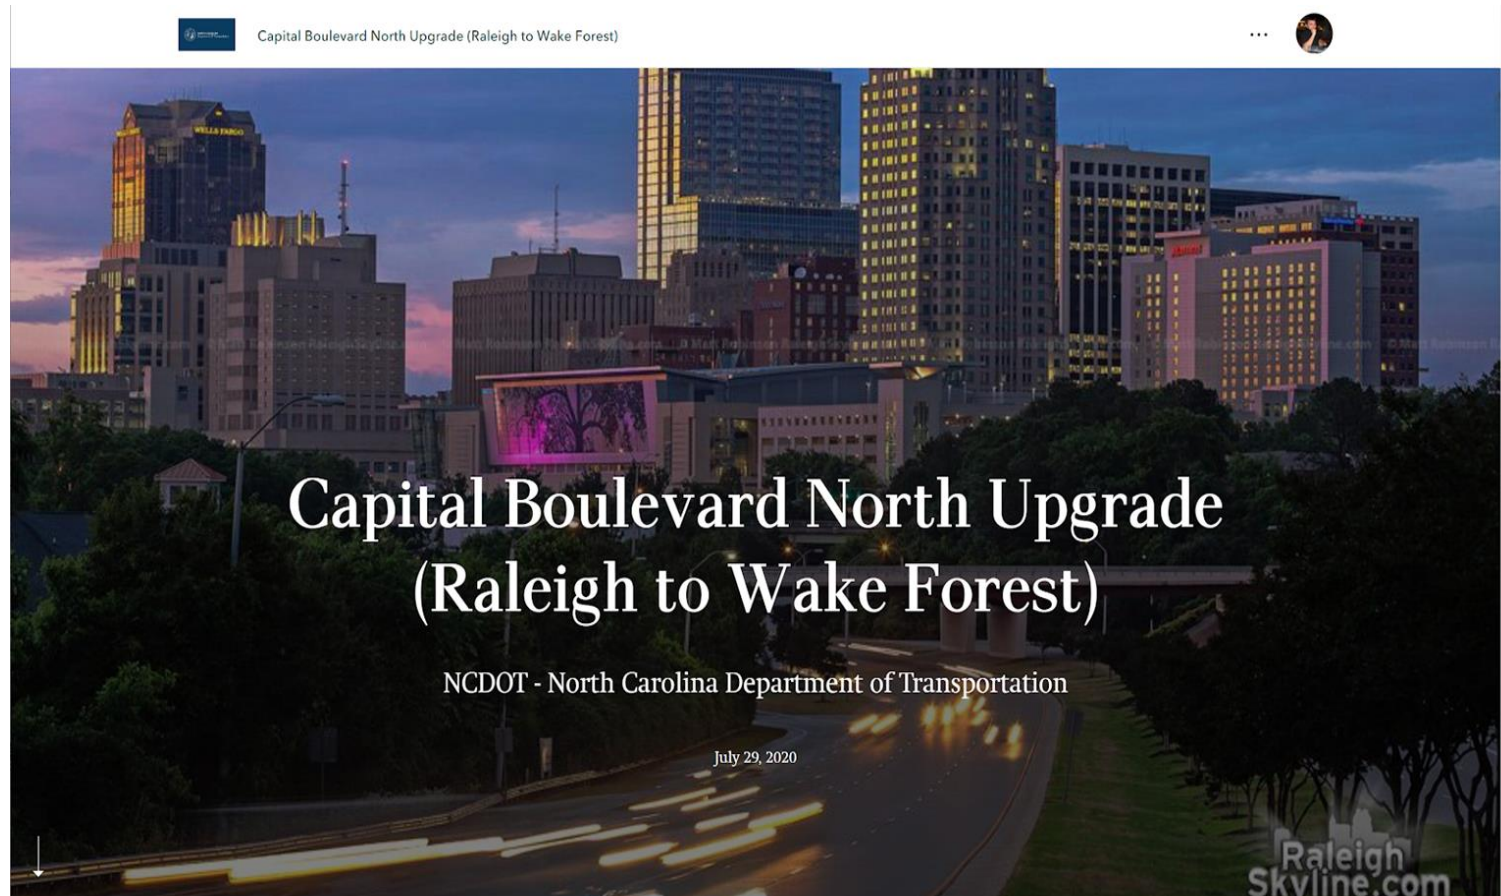 Capital Boulevard North Upgrade (Raleigh to Wake Forest)
WELLS FARGO
Marriott
Capital Boulevard North Upgrade
(Raleigh to Wake Forest)
NCDOT - North Carolina Department of Transportation
July 29, 2020
Raleigh
Skyline.com